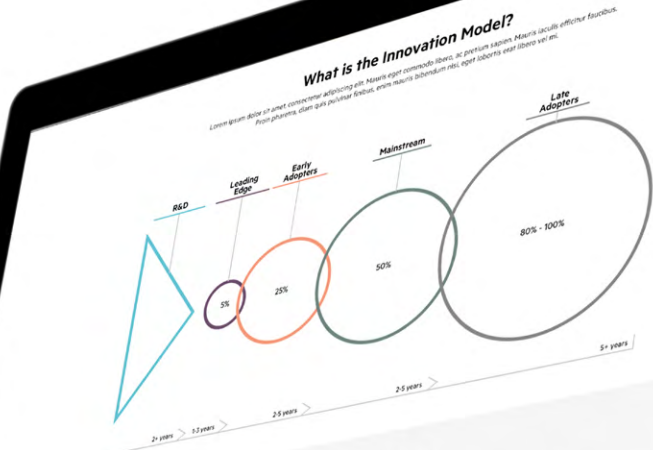 What is the Innovation Model?
Lorem ipsum dolor sit amet, consectetur adipiscing elit. Mauris eget commodo libero, ac pretium sapien. Mauris iaculis efficitur faucibus.
Proin pharetra, diam quis pulvinar finibus, enim mauris bibendum nisi, eget lobortis erat libero vel mi.
R&D
Leading
Edge
Early
Adopters
Mainstream
Late
Adopters
5%
25%
50%
80% - 100%
2+ years
1-3 years
2-5 years
2-5 years
5+ years